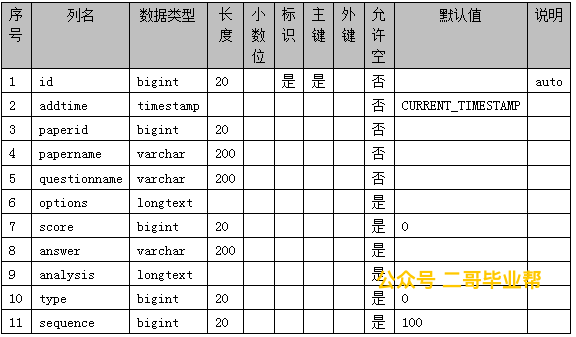 序号 列名 数据类型 长度 小数位 标识 主键 外键 允许空 默认值 说明
1 id bigint 20 是 是 否 auto
2 addtime timestamp 否 CURRENT_TIMESTAMP
3 paperid bigint 20 否
4 papername varchar 200 否
5 questionname varchar 200 否
6 options longtext 是
7 score bigint 20 是 0
8 answer varchar 200 是
9 analysis longtext 是
公众号 二哥毕业帮
10 type bigint 20 是 0
11 sequence bigint 20 是 100